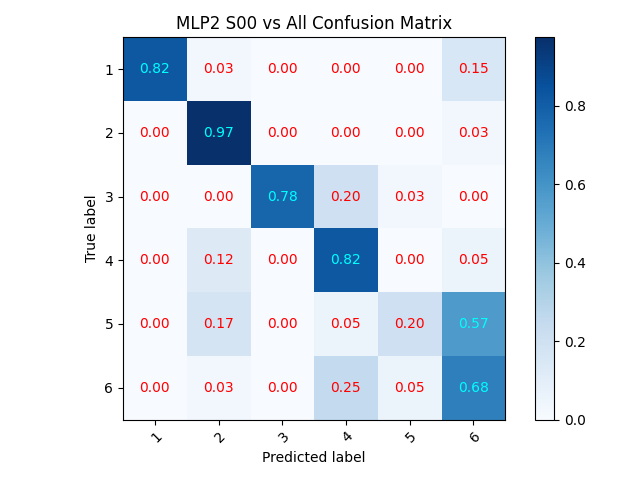 MLP2 S00 vs All Confusion Matrix
True label
1 0.82 0.03 0.00 0.00 0.00 0.15
2 0.00 0.97 0.00 0.00 0.00 0.03
3 0.00 0.00 0.78 0.20 0.03 0.00
4 0.00 0.12 0.00 0.82 0.00 0.05
5 0.00 0.17 0.00 0.05 0.20 0.57
6 0.00 0.03 0.00 0.25 0.05 0.68
1 2 3 4 5 6
Predicted label
0.8
0.6
0.4
0.2
0.0